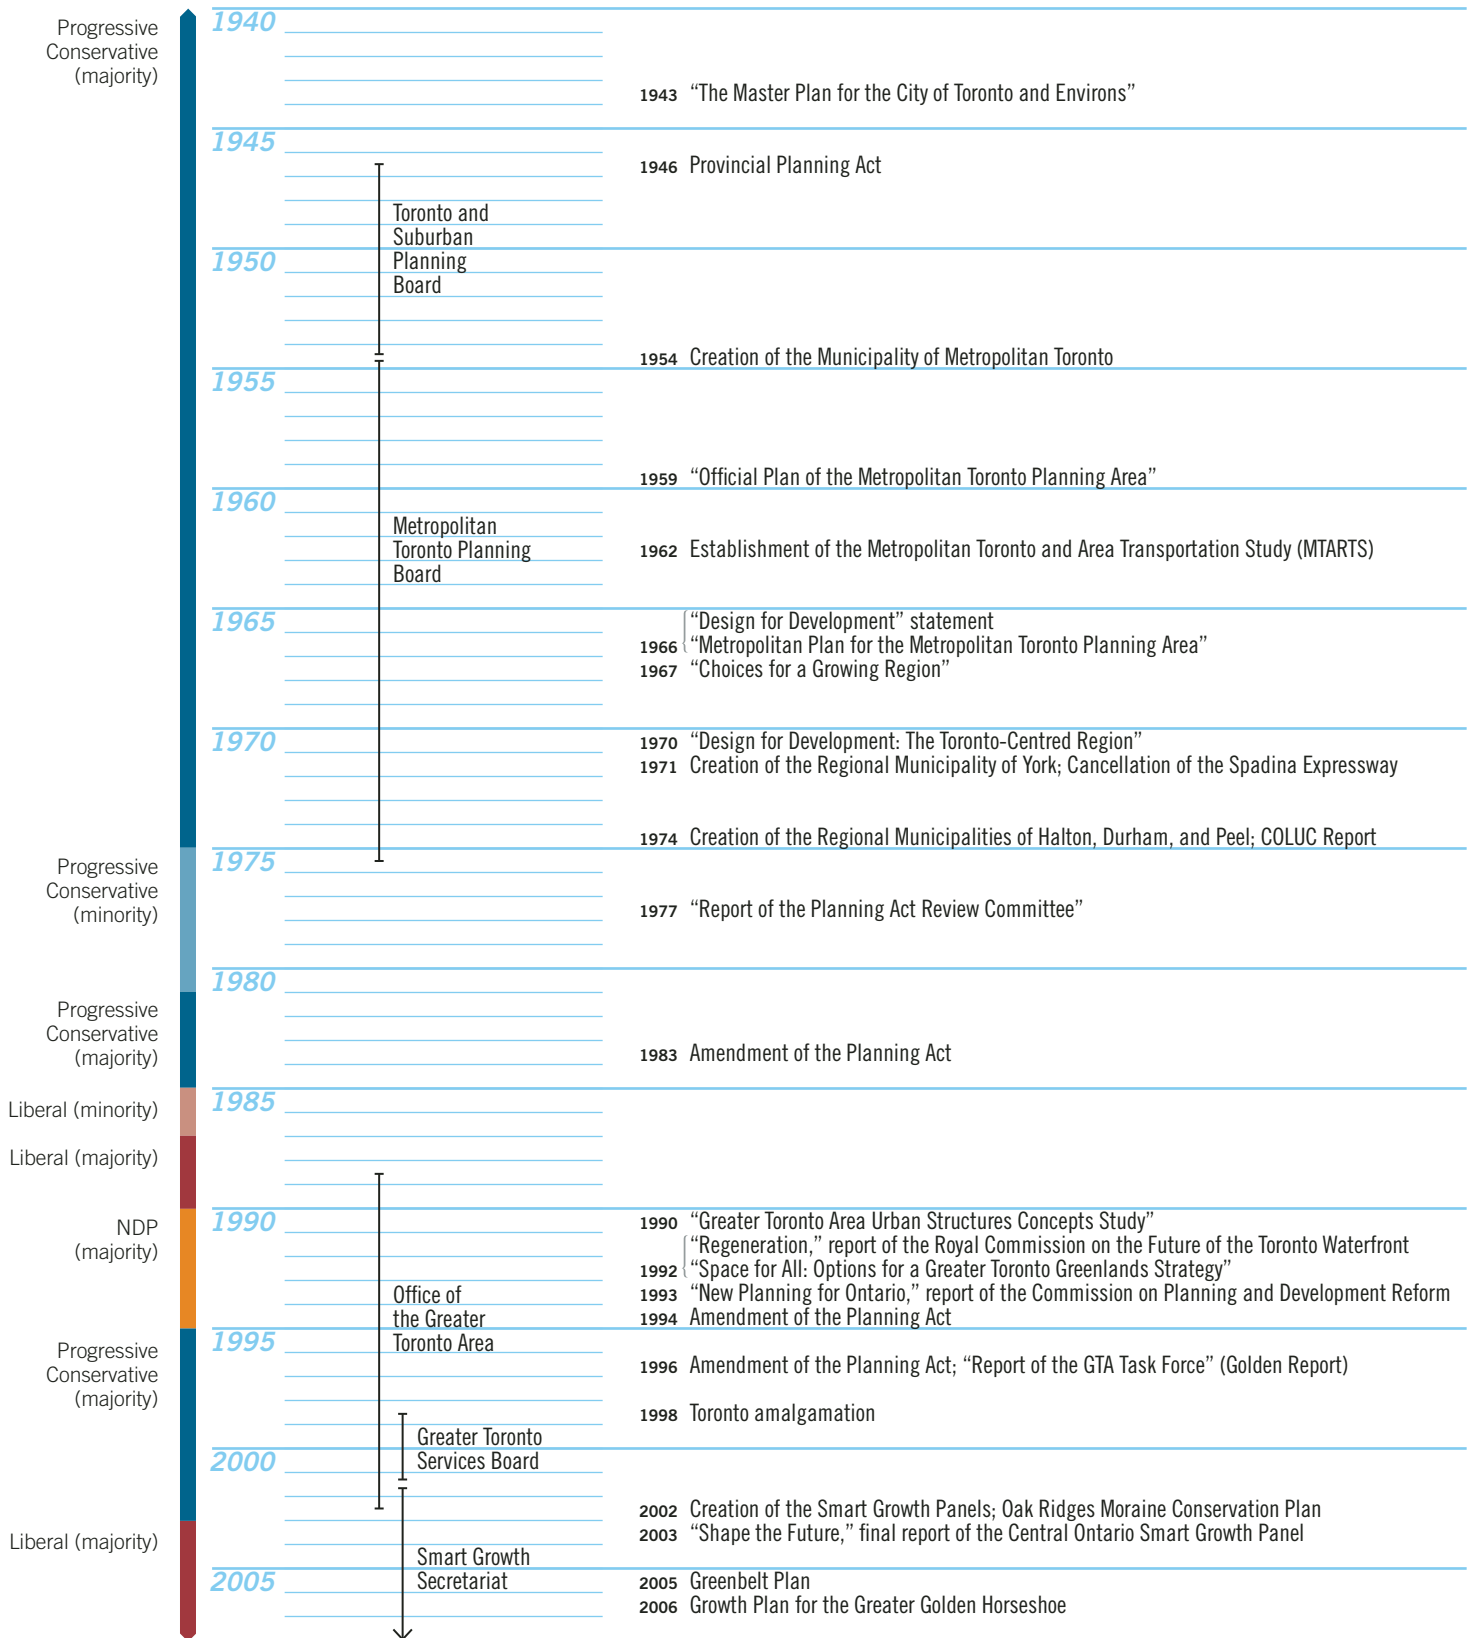 Progressive
Conservative
(majority)
1940
1943 “The Master Plan for the City of Toronto and Environs”
1945
1946 Provincial Planning Act
Toronto and
Suburban
Planning
Board
1950
1954 Creation of the Municipality of Metropolitan Toronto
1955
1959 “Official Plan of the Metropolitan Toronto Planning Area”
1960
Metropolitan
Toronto Planning
Board
1962 Establishment of the Metropolitan Toronto and Area Transportation Study (MTARTS)
1965
“Design for Development” statement
1966 “Metropolitan Plan for the Metropolitan Toronto Planning Area”
1967 “Choices for a Growing Region”
1970
1970 “Design for Development: The Toronto-Centred Region”
1971 Creation of the Regional Municipality of York; Cancellation of the Spadina Expressway
1974 Creation of the Regional Municipalities of Halton, Durham, and Peel; COLUC Report
Progressive
Conservative
(minority)
1975
1977 “Report of the Planning Act Review Committee”
1980
Progressive
Conservative
(majority)
1983 Amendment of the Planning Act
Liberal (minority)
1985
Liberal (majority)
NDP
(majority)
1990
1990 “Greater Toronto Area Urban Structures Concepts Study”
“Regeneration,” report of the Royal Commission on the Future of the Toronto Waterfront
1992 “Space for All: Options for a Greater Toronto Greenlands Strategy”
1993 “New Planning for Ontario,” report of the Commission on Planning and Development Reform
1994 Amendment of the Planning Act
Office of
the Greater
Toronto Area
1995
Progressive
Conservative
(majority)
1996 Amendment of the Planning Act; “Report of the GTA Task Force” (Golden Report)
1998 Toronto amalgamation
Greater Toronto
Services Board
2000
2002 Creation of the Smart Growth Panels; Oak Ridges Moraine Conservation Plan
2003 “Shape the Future,” final report of the Central Ontario Smart Growth Panel
Liberal (majority)
Smart Growth
Secretariat
2005
2005 Greenbelt Plan
2006 Growth Plan for the Greater Golden Horseshoe